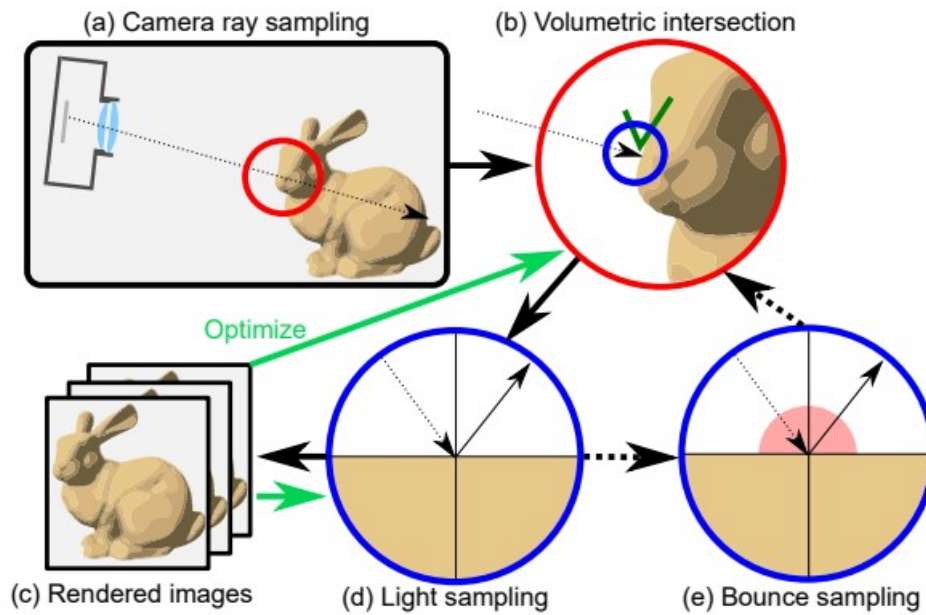 (a) Camera ray sampling
(b) Volumetric intersection
Optimize
(c) Rendered images
(d) Light sampling
(e) Bounce sampling